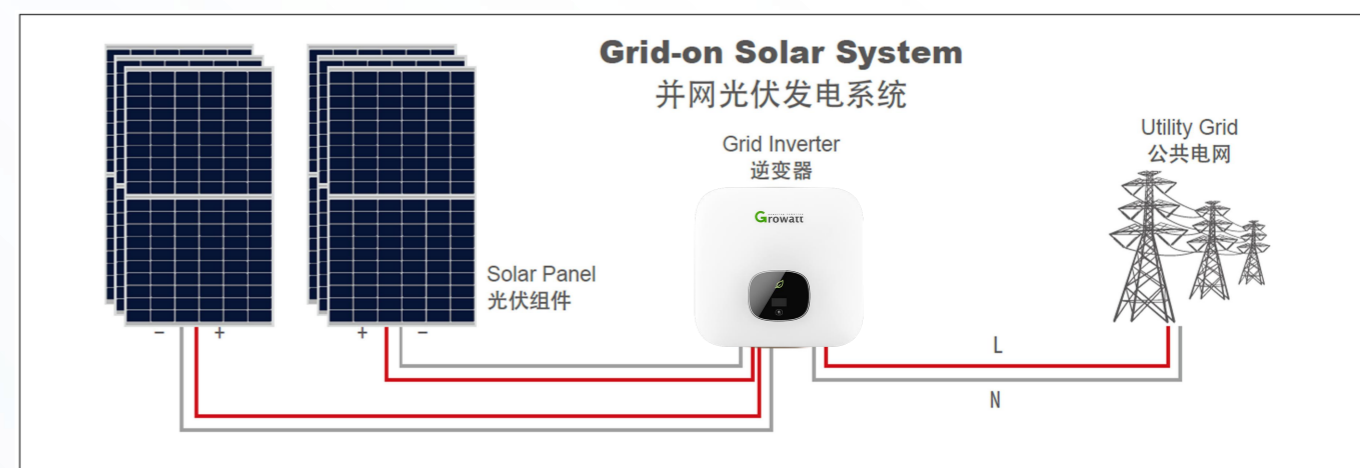 Grid-on Solar System
并网光伏发电系统
Grid Inverter
逆变器
Utility Grid
公共电网
Growatt
Solar Panel
光伏组件
− +
+ −
L
N